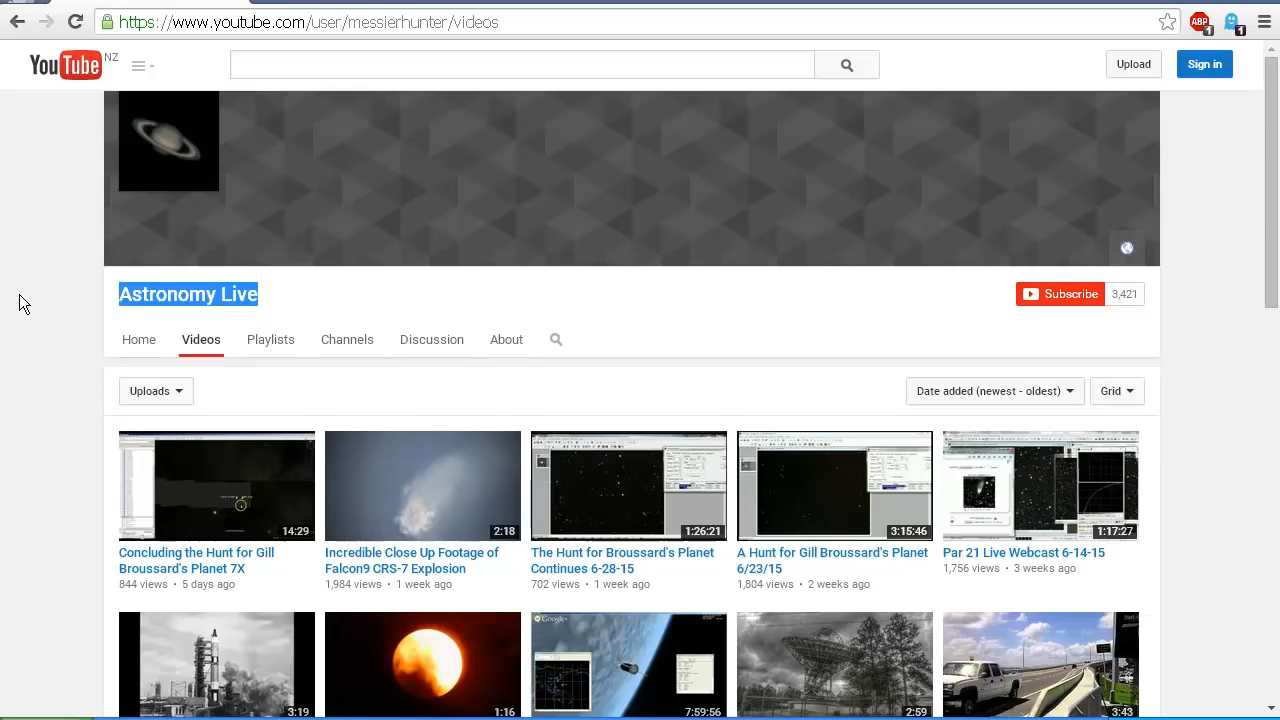 https://www.youtube.com/user/messierhunter/videos
ABP 1 1
YouTube NZ
Upload
Sign in
Astronomy Live
Subscribe 3,421
Home Videos Playlists Channels Discussion About
Uploads
Date added (newest - oldest)
Grid
14:29
2:18
1:26:21
3:15:46
1:17:27
Concluding the Hunt for Gill
Broussard's Planet 7X
844 views • 5 days ago
Incredible Close Up Footage of
Falcon9 CRS-7 Explosion
1,984 views • 1 week ago
The Hunt for Broussard's Planet
Continues 6-28-15
702 views • 1 week ago
A Hunt for Gill Broussard's Planet
6/23/15
1,804 views • 2 weeks ago
Par 21 Live Webcast 6-14-15
1,756 views • 3 weeks ago
Google+
3:19
1:16
7:59:56
2:59
3:43